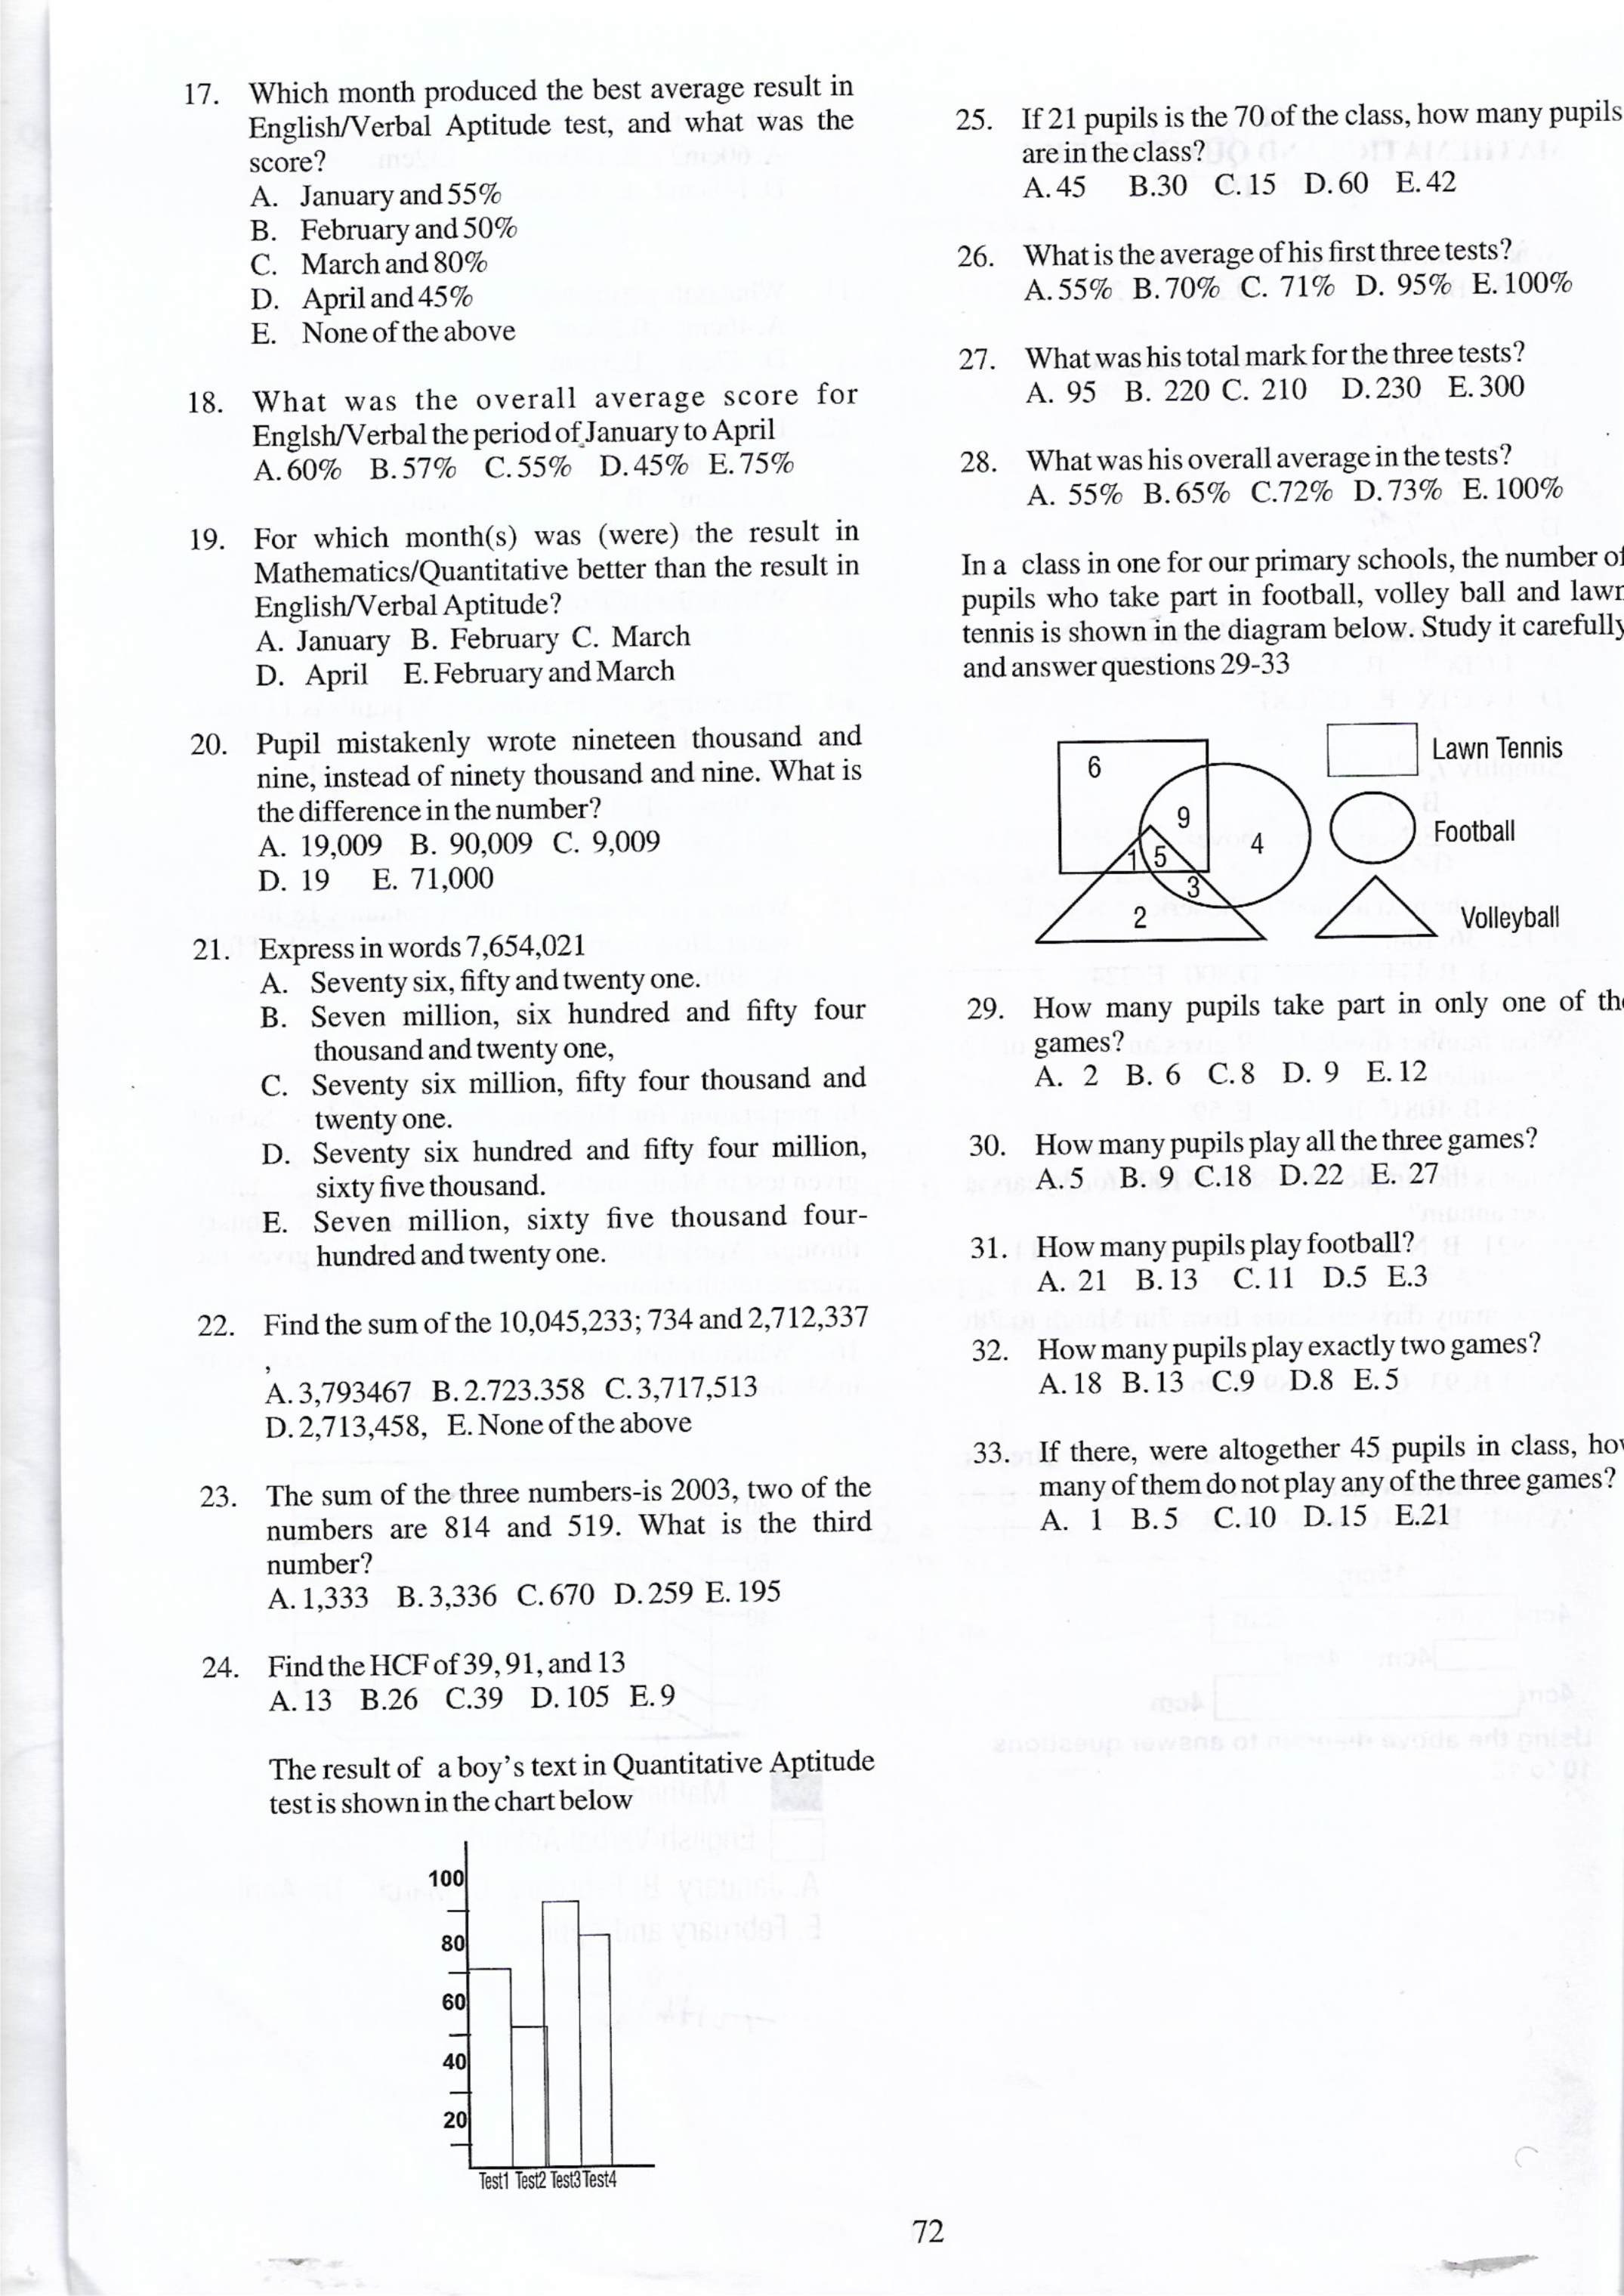 17. Which month produced the best average result in
English/Verbal Aptitude test, and what was the
score?
A. January and 55%
B. February and 50%
C. March and 80%
D. April and 45%
E. None of the above
18. What was the overall average score for
Englsh/Verbal the period of January to April
A. 60% B. 57% C. 55% D. 45% E. 75%
19. For which month(s) was (were) the result in
Mathematics/Quantitative better than the result in
English/Verbal Aptitude?
A. January B. February C. March
D. April E. February and March
20. Pupil mistakenly wrote nineteen thousand and
nine, instead of ninety thousand and nine. What is
the difference in the number?
A. 19,009 B. 90,009 C. 9,009
D. 19 E. 71,000
21. Express in words 7,654,021
A. Seventy six, fifty and twenty one.
B. Seven million, six hundred and fifty four
thousand and twenty one,
C. Seventy six million, fifty four thousand and
twenty one.
D. Seventy six hundred and fifty four million,
sixty five thousand.
E. Seven million, sixty five thousand four-
hundred and twenty one.
22. Find the sum of the 10,045,233; 734 and 2,712,337
,
A. 3,793467 B. 2.723.358 C. 3,717,513
D. 2,713,458, E. None of the above
23. The sum of the three numbers-is 2003, two of the
numbers are 814 and 519. What is the third
number?
A. 1,333 B. 3,336 C. 670 D. 259 E. 195
24. Find the HCF of 39, 91, and 13
A. 13 B.26 C.39 D. 105 E. 9
The result of a boy's text in Quantitative Aptitude
test is shown in the chart below
100
80
60
40
20
Test1 Test2 Test3 Test4
25. If 21 pupils is the 70 of the class, how many pupils
are in the class?
A. 45 B.30 C. 15 D. 60 E. 42
26. What is the average of his first three tests?
A. 55% B. 70% C. 71% D. 95% E. 100%
27. What was his total mark for the three tests?
A. 95 B. 220 C. 210 D. 230 E. 300
28. What was his overall average in the tests?
A. 55% B. 65% C.72% D. 73% E. 100%
In a class in one for our primary schools, the number of
pupils who take part in football, volley ball and lawn
tennis is shown in the diagram below. Study it carefully
and answer questions 29-33
6
9
4
1 5
3
2
Lawn Tennis
Football
Volleyball
29. How many pupils take part in only one of the
games?
A. 2 B. 6 C. 8 D. 9 E. 12
30. How many pupils play all the three games?
A. 5 B. 9 C.18 D.22 E. 27
31. How many pupils play football?
A. 21 B. 13 C. 11 D.5 E.3
32. How many pupils play exactly two games?
A. 18 B. 13 C.9 D.8 E. 5
33. If there, were altogether 45 pupils in class, how
many of them do not play any of the three games?
A. 1 B. 5 C. 10 D. 15 E.21
72